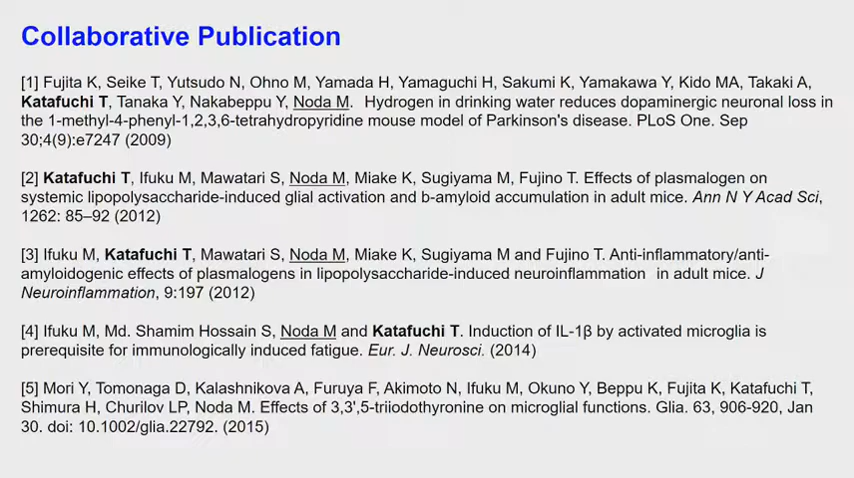 Collaborative Publication
[1] Fujita K, Seike T, Yutsudo N, Ohno M, Yamada H, Yamaguchi H, Sakumi K, Yamakawa Y, Kido MA, Takaki A,
Katafuchi T, Tanaka Y, Nakabeppu Y, Noda M. Hydrogen in drinking water reduces dopaminergic neuronal loss in
the 1-methyl-4-phenyl-1,2,3,6-tetrahydropyridine mouse model of Parkinson's disease. PLoS One. Sep
30;4(9):e7247 (2009)
[2] Katafuchi T, Ifuku M, Mawatari S, Noda M, Miake K, Sugiyama M, Fujino T. Effects of plasmalogen on
systemic lipopolysaccharide-induced glial activation and b-amyloid accumulation in adult mice. Ann N Y Acad Sci,
1262: 85–92 (2012)
[3] Ifuku M, Katafuchi T, Mawatari S, Noda M, Miake K, Sugiyama M and Fujino T. Anti-inflammatory/anti-
amyloidogenic effects of plasmalogens in lipopolysaccharide-induced neuroinflammation in adult mice. J
Neuroinflammation, 9:197 (2012)
[4] Ifuku M, Md. Shamim Hossain S, Noda M and Katafuchi T. Induction of IL-1β by activated microglia is
prerequisite for immunologically induced fatigue. Eur. J. Neurosci. (2014)
[5] Mori Y, Tomonaga D, Kalashnikova A, Furuya F, Akimoto N, Ifuku M, Okuno Y, Beppu K, Fujita K, Katafuchi T,
Shimura H, Churilov LP, Noda M. Effects of 3,3',5-triiodothyronine on microglial functions. Glia. 63, 906-920, Jan
30. doi: 10.1002/glia.22792. (2015)